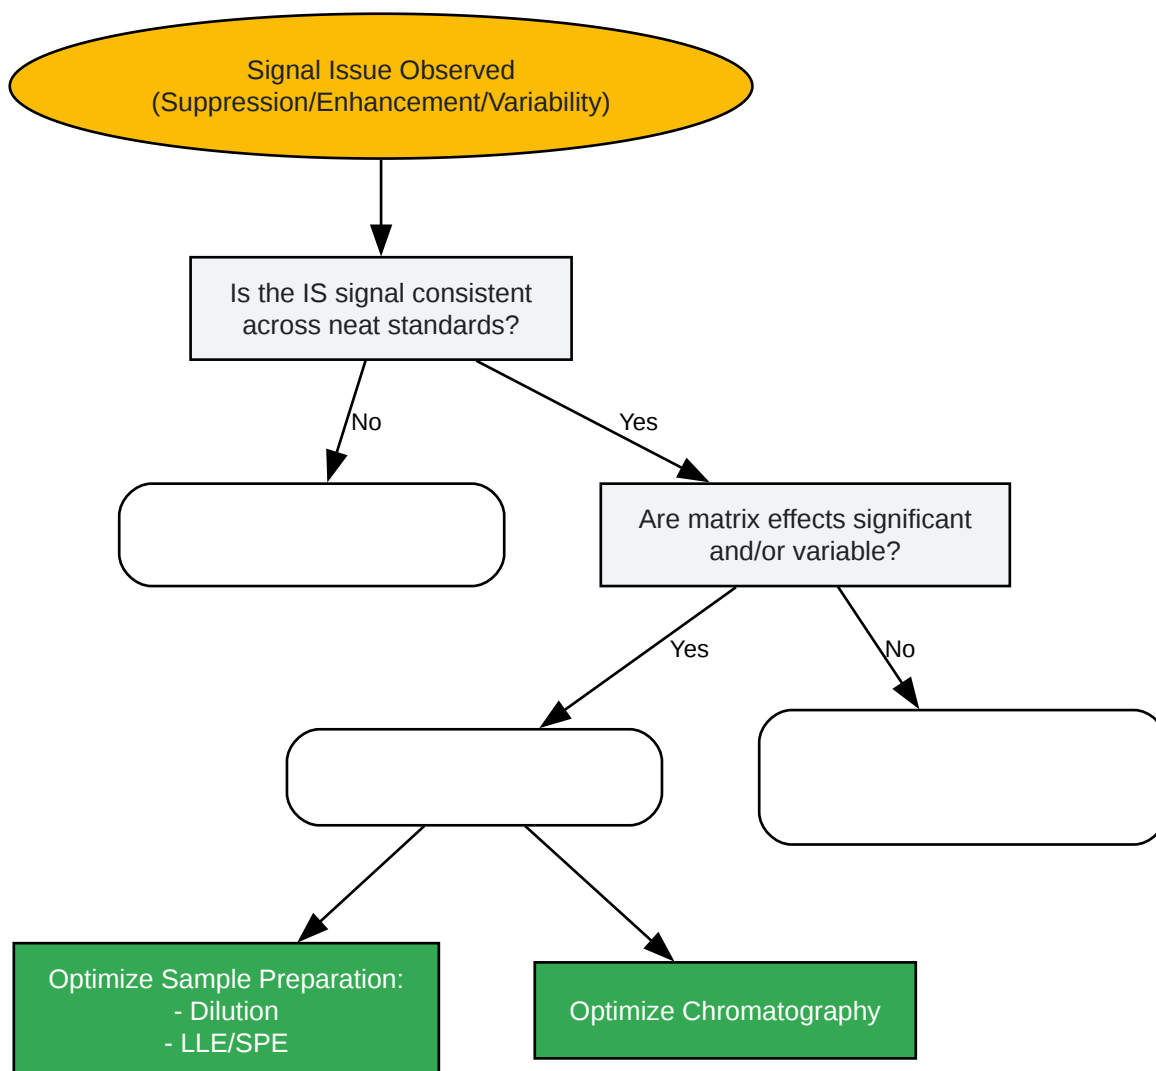 Signal Issue Observed
(Suppression/Enhancement/Variability)
Is the IS signal consistent
across neat standards?
No
Yes
Are matrix effects significant
and/or variable?
Yes
No
Optimize Sample Preparation:
- Dilution
- LLE/SPE
Optimize Chromatography